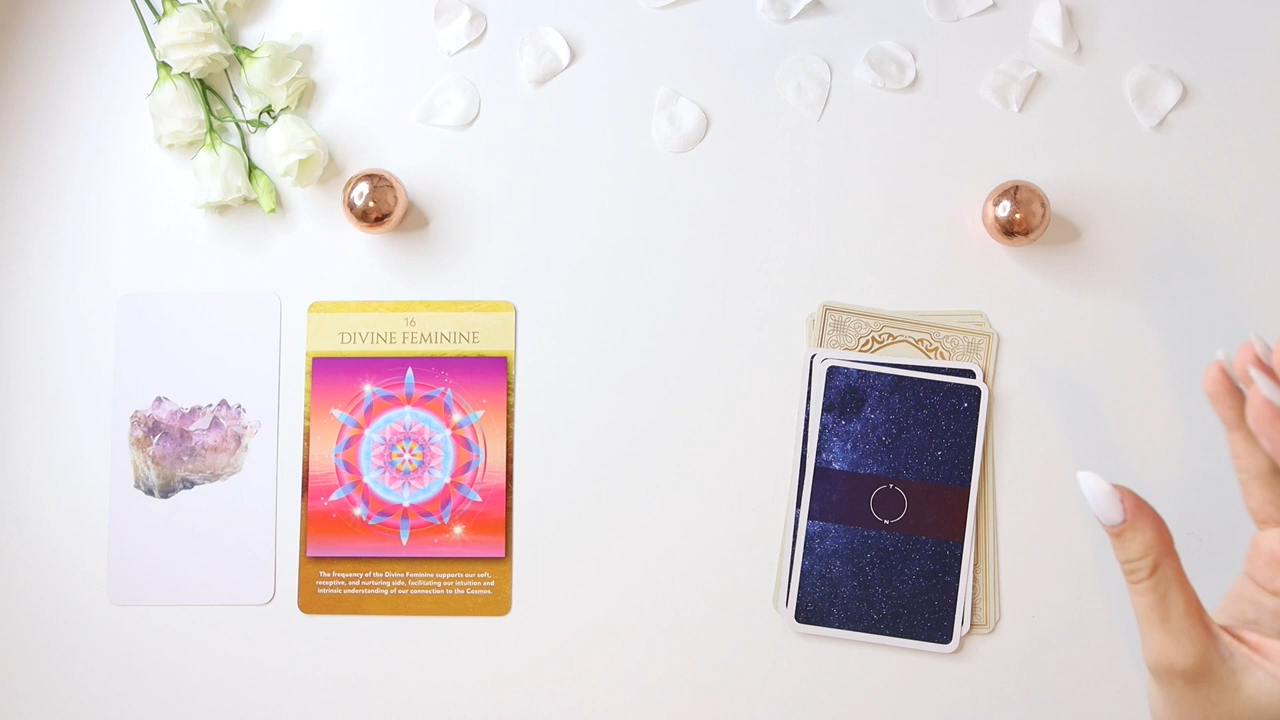 16
DIVINE FEMININE
The frequency of the Divine Feminine supports our soft,
receptive, and nurturing side, facilitating our intuition and
intrinsic understanding of our connection to the Cosmos.
T
N